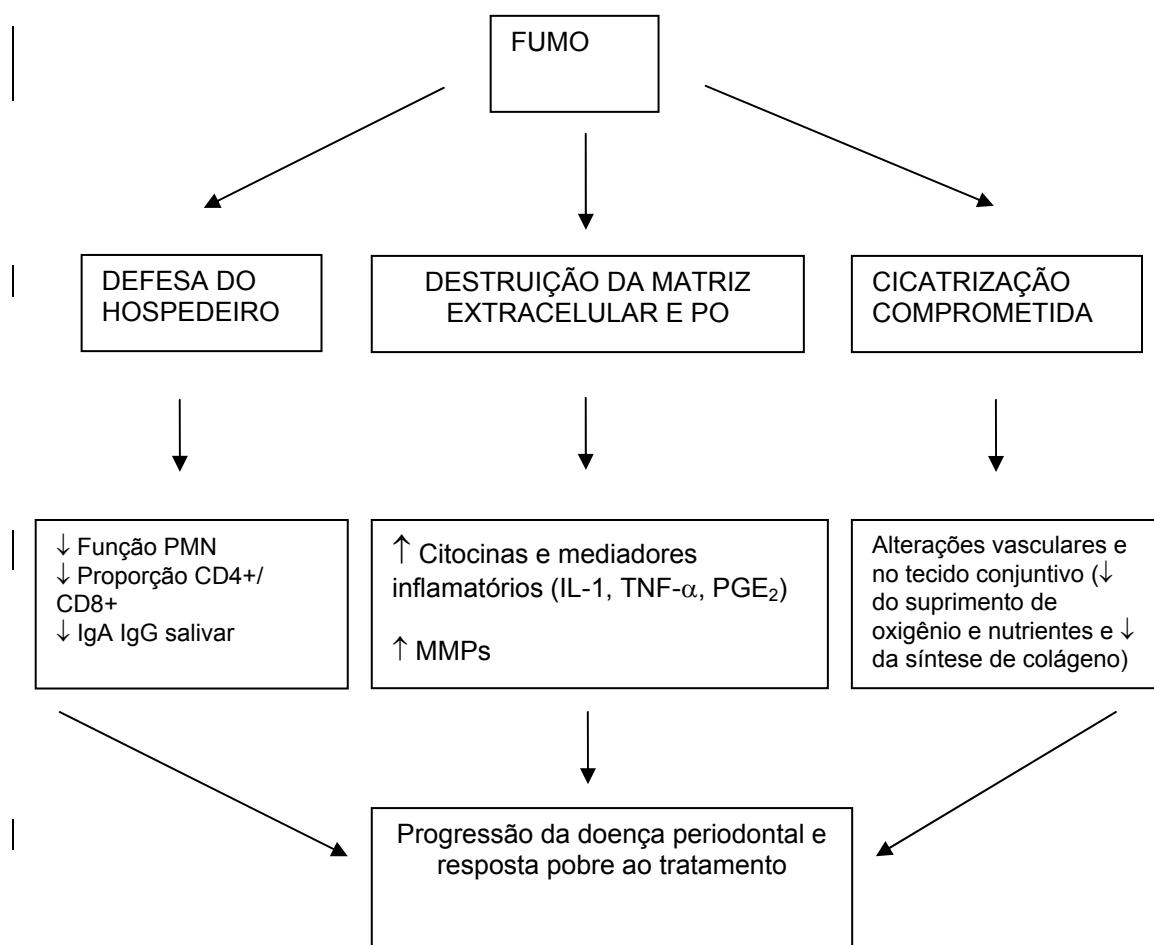 FUMO
DEFESA DO
HOSPEDEIRO
DESTRUIÇÃO DA MATRIZ
EXTRACELULAR E PO
CICATRIZAÇÃO
COMPROMETIDA
↓ Função PMN
↓ Proporção CD4+/
CD8+
↓ IgA IgG salivar
↑ Citocinas e mediadores
inflamatórios (IL-1, TNF-α, PGE₂)
↑ MMPs
Alterações vasculares e
no tecido conjuntivo (↓
do suprimento de
oxigênio e nutrientes e ↓
da síntese de colágeno)
Progressão da doença periodontal e
resposta pobre ao tratamento